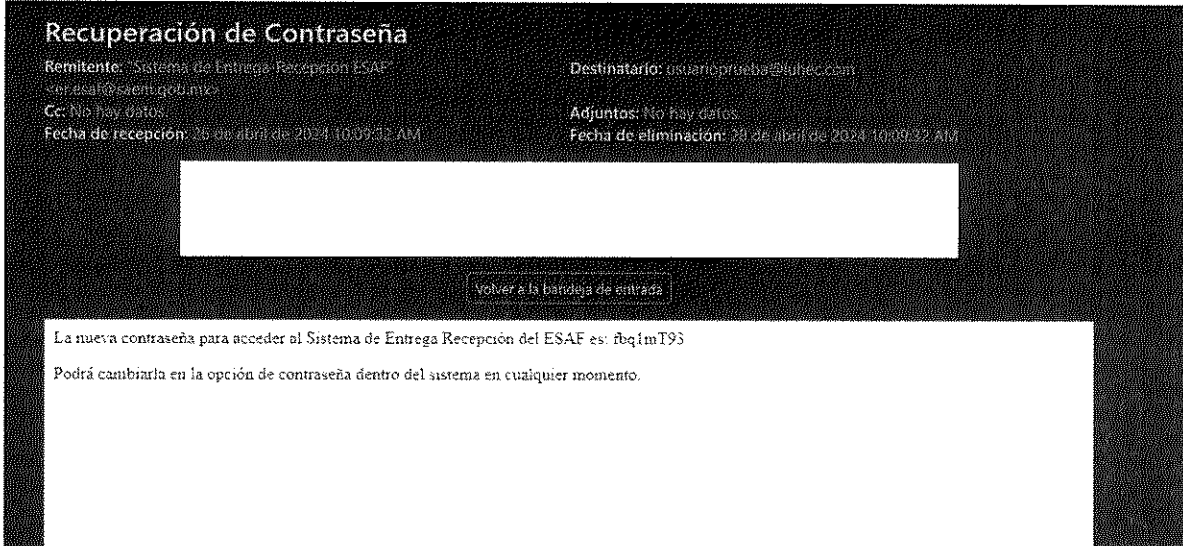 Recuperación de Contraseña
Remitente: "Sistema de Entrega-Recepción ESAF"
Destinatario: usuarioprueba@luhec.com
<er.esaf@saem.gob.mx>
Cc: No hay datos.
Adjuntos: No hay datos.
Fecha de recepción: 26 de abril de 2024 10:09:32 AM
Fecha de eliminación: 28 de abril de 2024 10:09:32 AM
Volver a la bandeja de entrada
La nueva contraseña para acceder al Sistema de Entrega Recepción del ESAF es: fbq1mT93
Podrá cambiarla en la opción de contraseña dentro del sistema en cualquier momento.